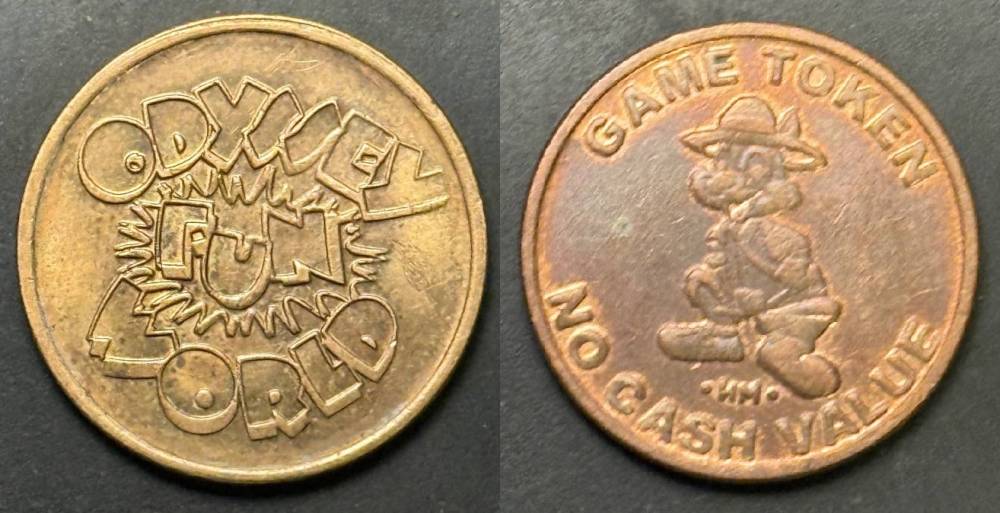 ODYSSEY
FUN
WORLD
GAME TOKEN
HM
NO CASH VALUE